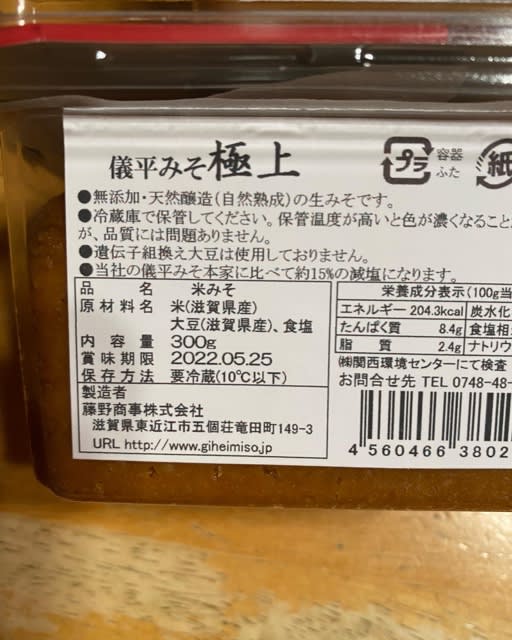 儀平みそ極上
プラ 容器 ふた 紙
●無添加・天然醸造(自然熟成)の生みそです。
●冷蔵庫で保管してください。保管温度が高いと色が濃くなること
が、品質には問題ありません。
●遺伝子組換え大豆は使用しておりません。
●当社の儀平みそ本家に比べて約15%の減塩になります。
品名 米みそ
原材料名 米(滋賀県産)
大豆(滋賀県産)、食塩
内容量 300g
賞味期限 2022.05.25
保存方法 要冷蔵(10℃以下)
製造者
藤野商事株式会社
滋賀県東近江市五個荘竜田町149-3
URL http://www.giheimiso.jp/
栄養成分表示(100g当
エネルギー 204.3kcal 炭水化
たんぱく質 8.4g 食塩相
脂質 2.4g ナトリウ
㈱関西環境センターにて検査
お問合せ先 TEL 0748-48-
4 560466 3802